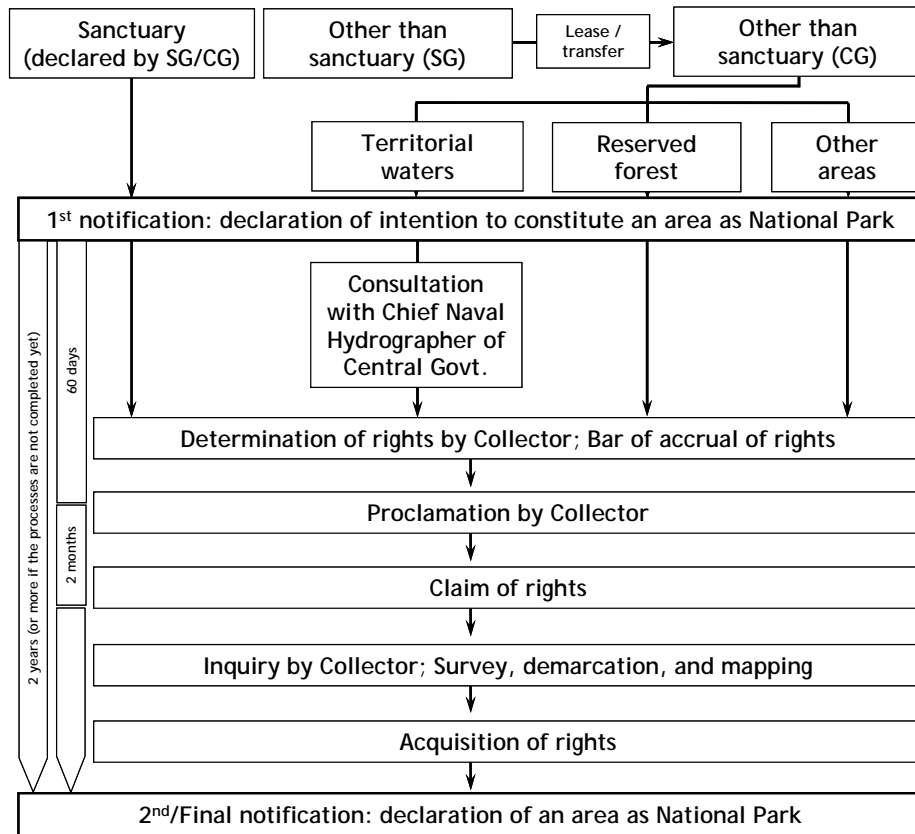 Sanctuary
(declared by SG/CG)
Other than
sanctuary (SG)
Lease /
transfer
Other than
sanctuary (CG)
Territorial
waters
Reserved
forest
Other
areas
1st notification: declaration of intention to constitute an area as National Park
Consultation
with Chief Naval
Hydrographer of
Central Govt.
2 years (or more if the processes are not completed yet)
60 days
Determination of rights by Collector; Bar of accrual of rights
Proclamation by Collector
2 months
Claim of rights
Inquiry by Collector; Survey, demarcation, and mapping
Acquisition of rights
2nd/Final notification: declaration of an area as National Park